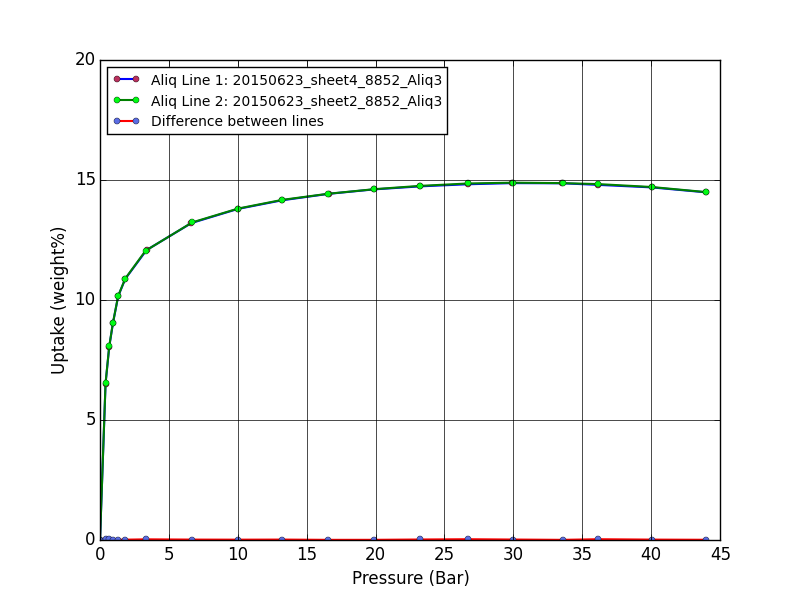 20
Aliq Line 1: 20150623_sheet4_8852_Aliq3
Aliq Line 2: 20150623_sheet2_8852_Aliq3
Difference between lines
15
10
5
0
Uptake (weight%)
0 5 10 15 20 25 30 35 40 45
Pressure (Bar)